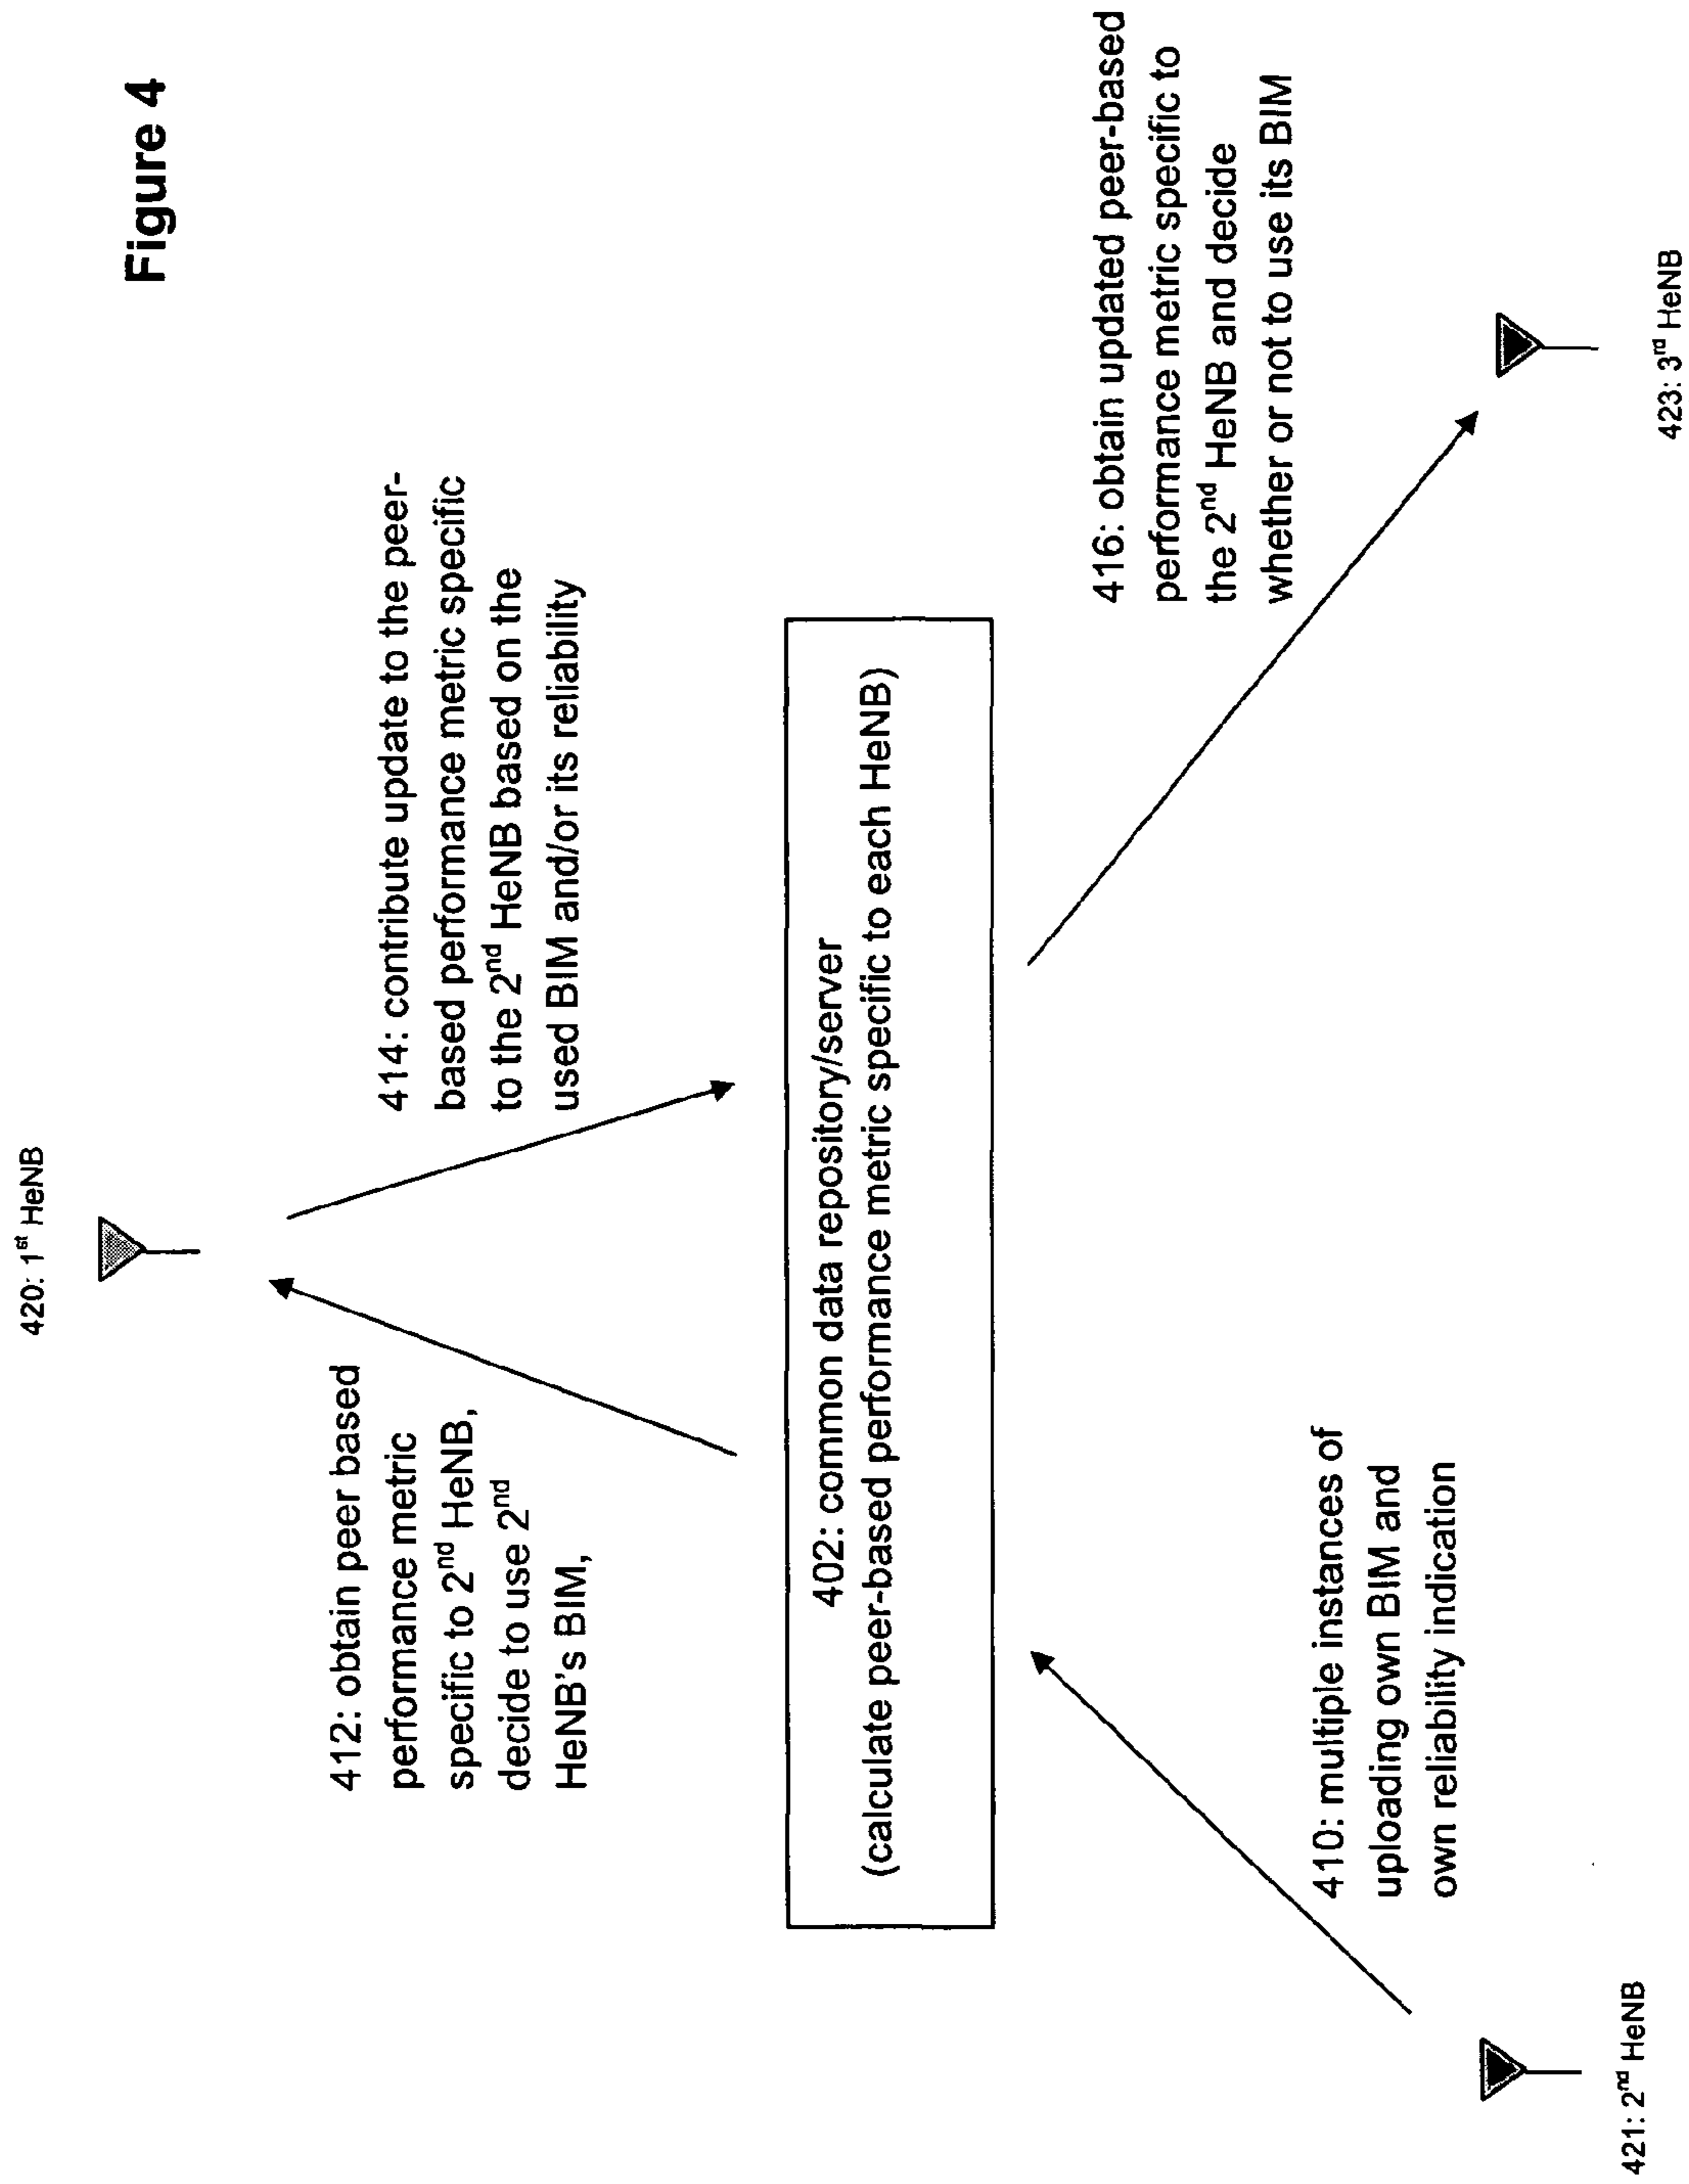 Figure 4
420: 1st HeNB
412: obtain peer based
performance metric
specific to 2nd HeNB,
decide to use 2nd
HeNB's BIM,
414: contribute update to the peer-
based performance metric specific
to the 2nd HeNB based on the
used BIM and/or its reliability
402: common data repository/server
(calculate peer-based performance metric specific to each HeNB)
410: multiple instances of
uploading own BIM and
own reliability indication
416: obtain updated peer-based
performance metric specific to
the 2nd HeNB and decide
whether or not to use its BIM
421: 2nd HeNB
423: 3rd HeNB